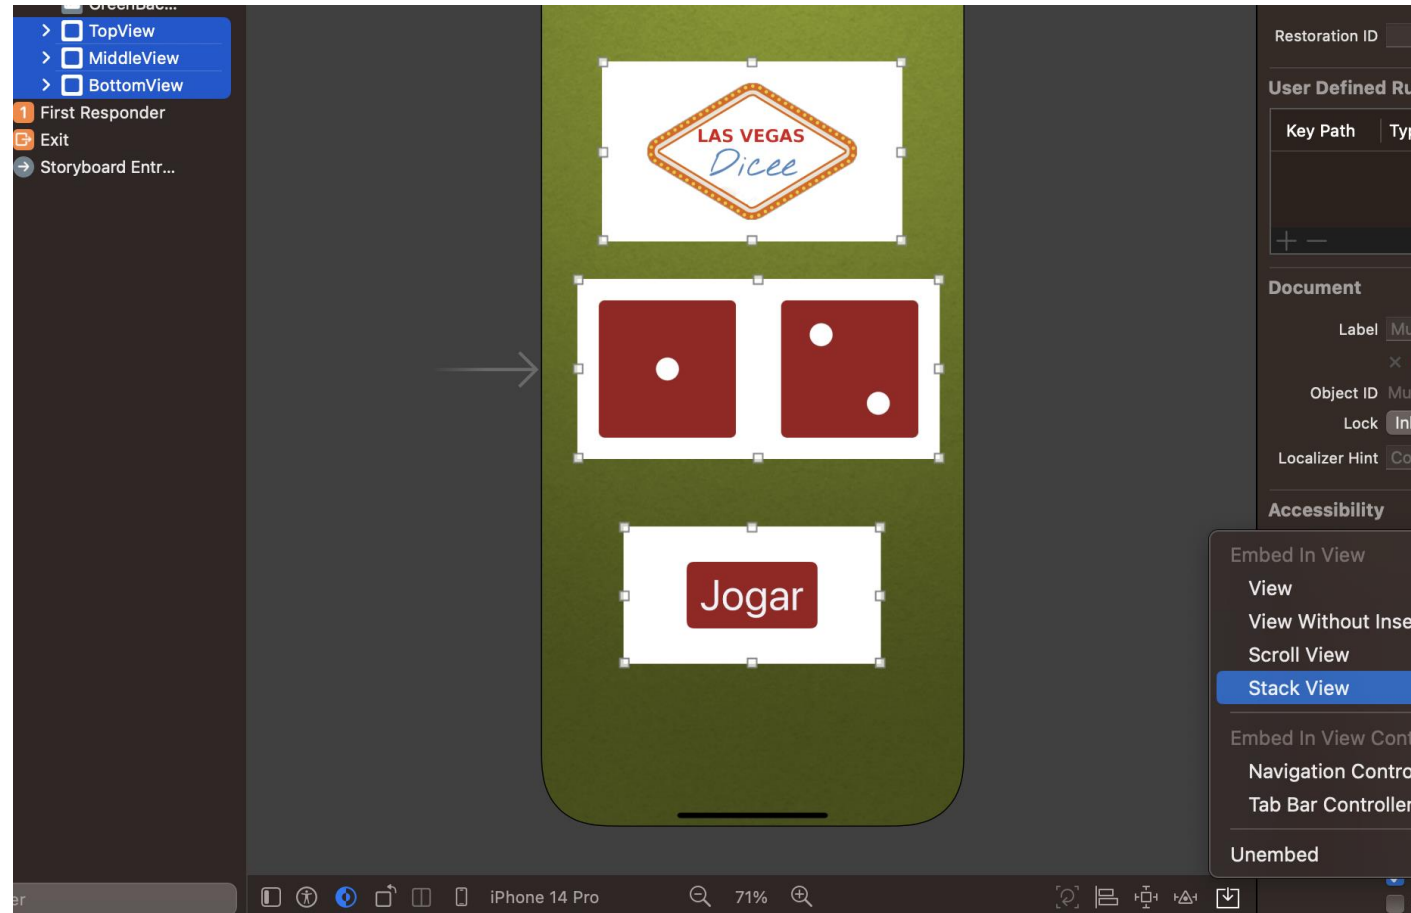 TopView
MiddleView
BottomView
1 First Responder
Exit
Storyboard Entr...
LAS VEGAS
Dicee
Jogar
Restoration ID
User Defined Ru
Key Path
Document
Label
Object ID
Lock
Localizer Hint
Accessibility
Embed In View
View
View Without Inse
Scroll View
Stack View
Embed In View Cont
Navigation Contro
Tab Bar Controller
Unembed
iPhone 14 Pro
71%